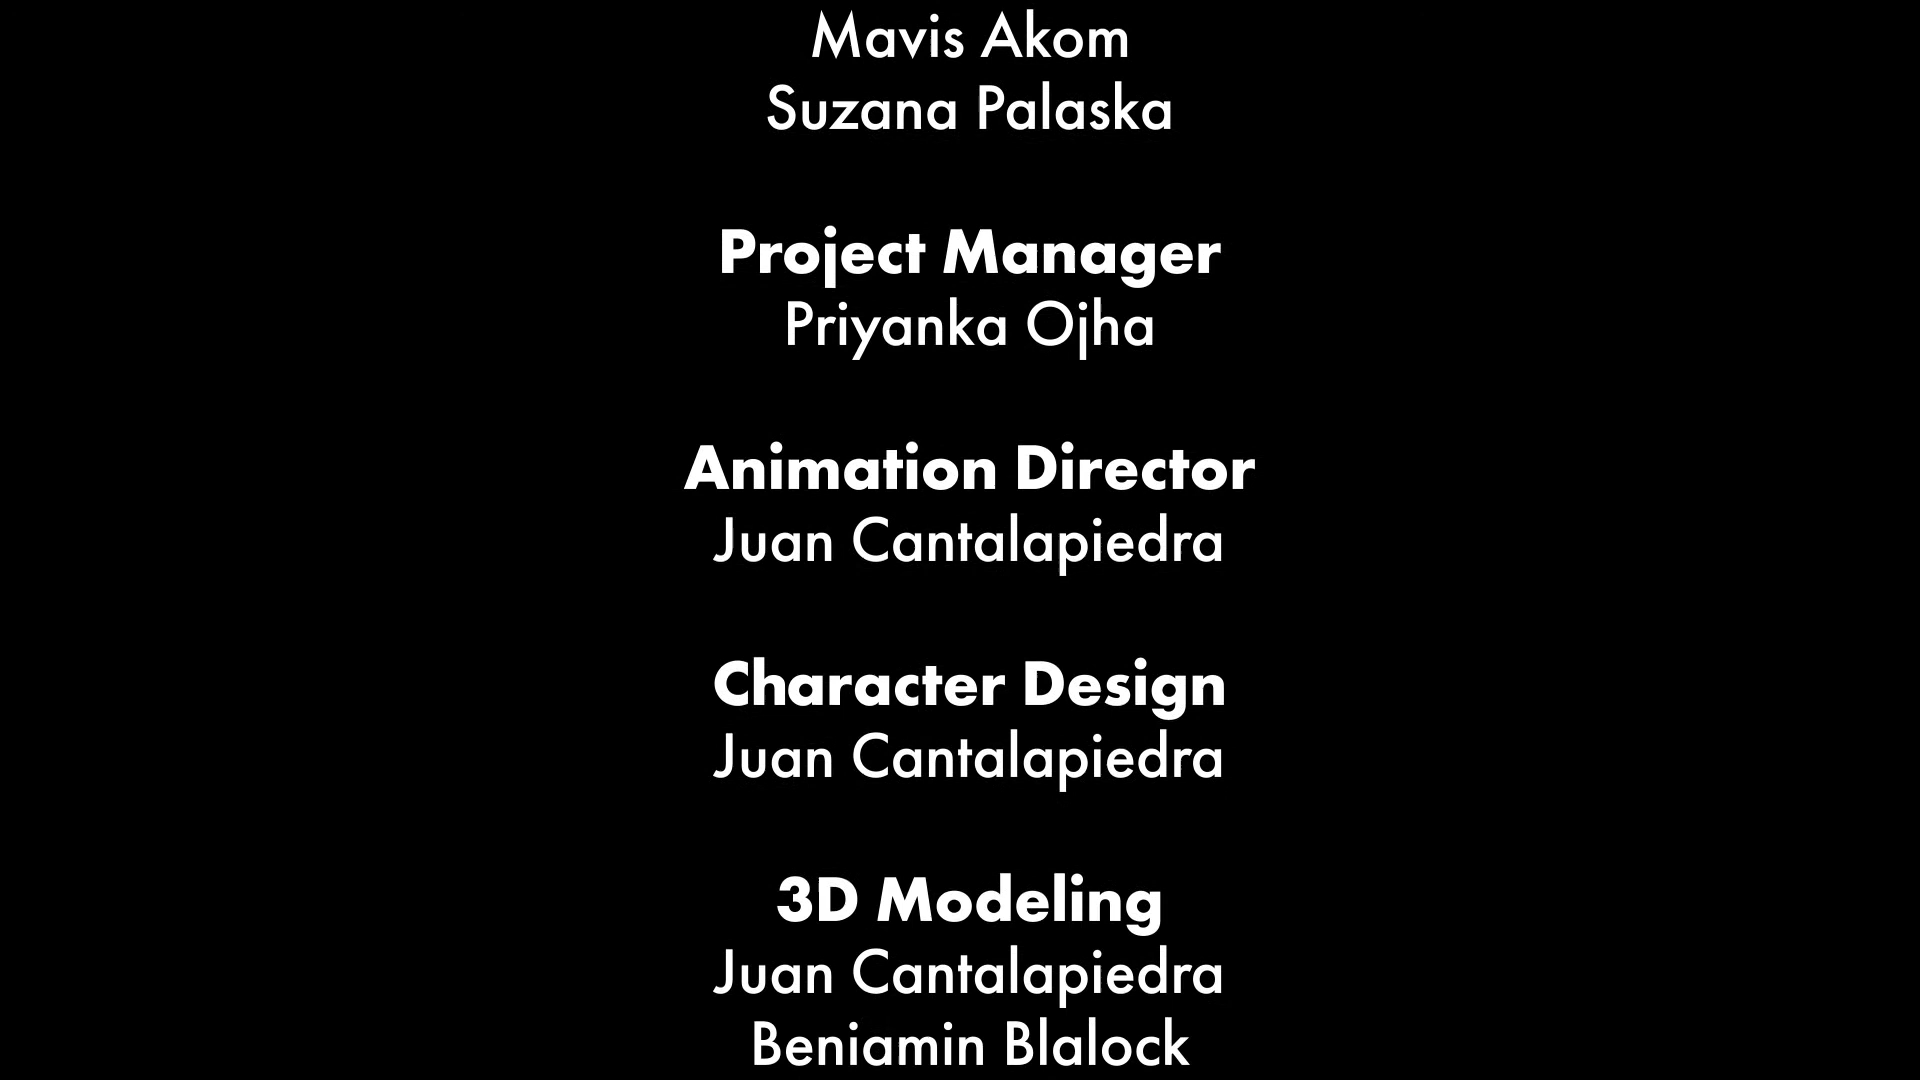 Mavis Akom
Suzana Palaska
Project Manager
Priyanka Ojha
Animation Director
Juan Cantalapiedra
Character Design
Juan Cantalapiedra
3D Modeling
Juan Cantalapiedra
Benjamin Blalock